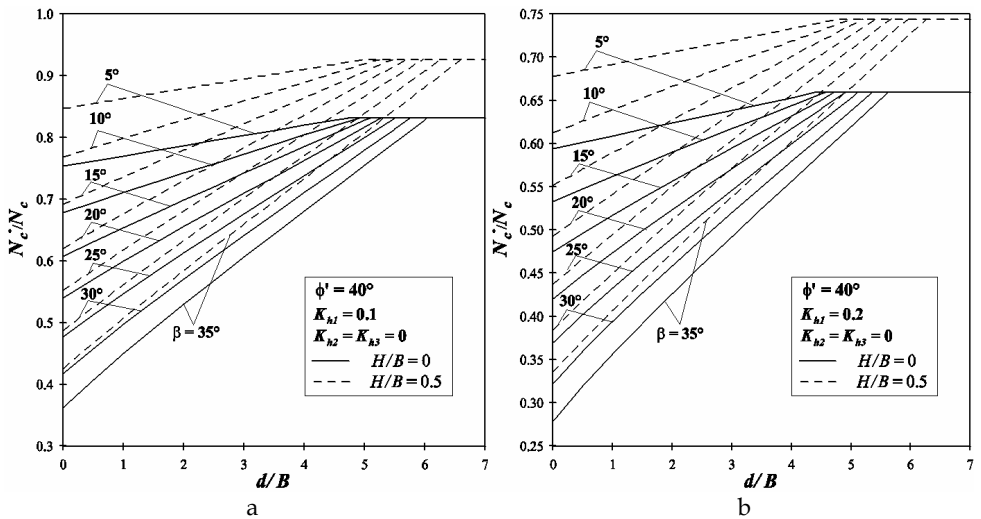 a
N*c/Nc
1.0
0.9
0.8
0.7
0.6
0.5
0.4
0.3
0 1 2 3 4 5 6 7
d/B
5°
10°
15°
20°
25°
30°
β = 35°
ϕ' = 40°
Kh1 = 0.1
Kh2 = Kh3 = 0
H/B = 0
H/B = 0.5
b
N*c/Nc
0.75
0.70
0.65
0.60
0.55
0.50
0.45
0.40
0.35
0.30
0.25
0 1 2 3 4 5 6 7
d/B
5°
10°
15°
20°
25°
30°
β = 35°
ϕ' = 40°
Kh1 = 0.2
Kh2 = Kh3 = 0
H/B = 0
H/B = 0.5